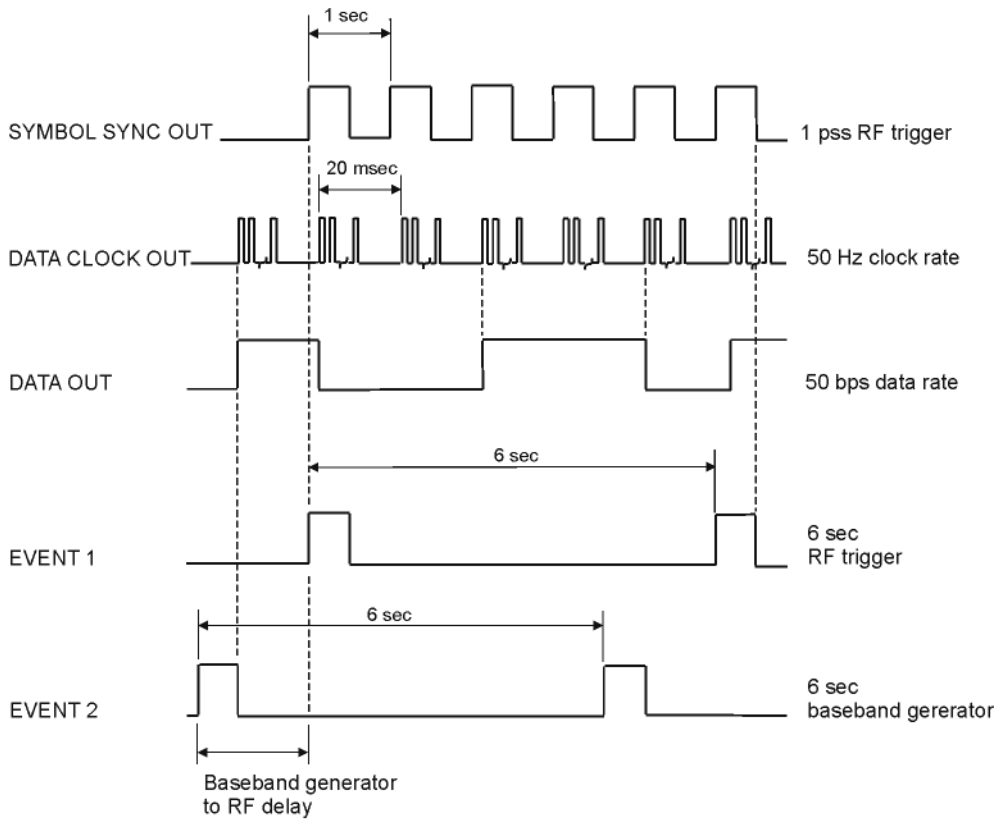 1 sec
SYMBOL SYNC OUT
1 pss RF trigger
20 msec
DATA CLOCK OUT
50 Hz clock rate
DATA OUT
50 bps data rate
6 sec
EVENT 1
6 sec
RF trigger
6 sec
EVENT 2
6 sec
baseband gererator
Baseband generator
to RF delay